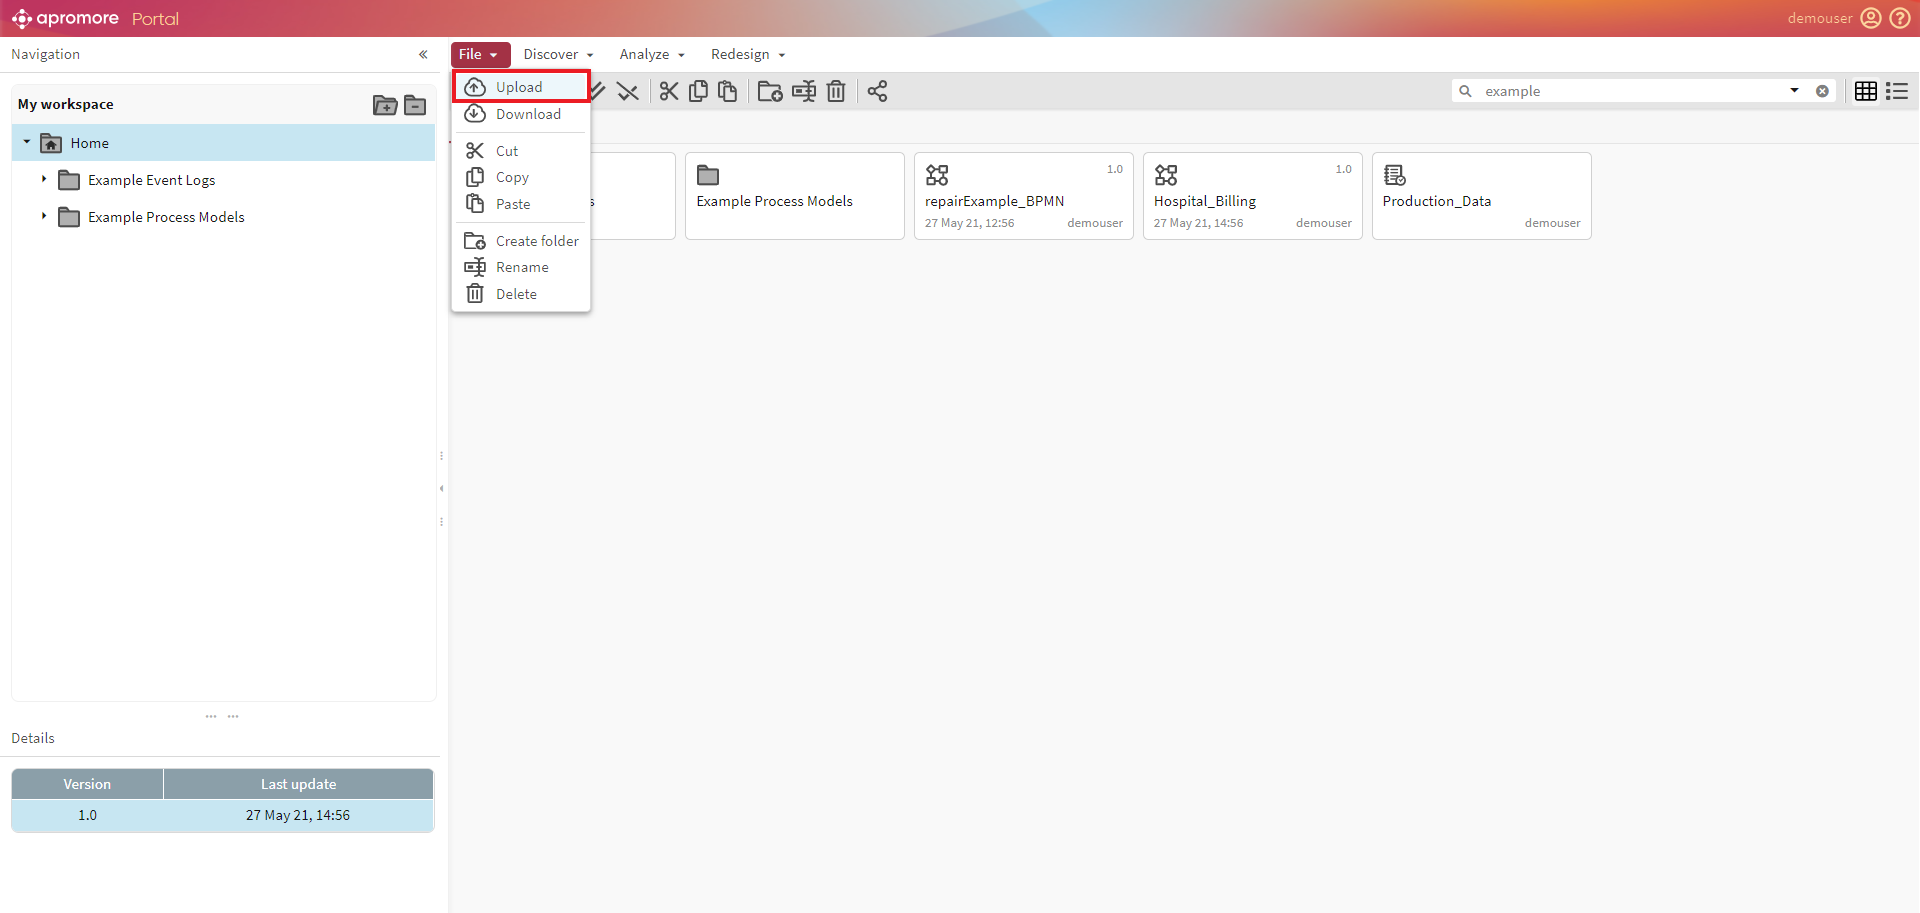 apromore Portal
demouser
Navigation
File
Discover
Analyze
Redesign
My workspace
Home
Example Event Logs
Example Process Models
Upload
Download
Cut
Copy
Paste
Create folder
Rename
Delete
example
s
Example Process Models
1.0
repairExample_BPMN
27 May 21, 12:56 demouser
1.0
Hospital_Billing
27 May 21, 14:56 demouser
Production_Data
demouser
Details
Version Last update
1.0 27 May 21, 14:56